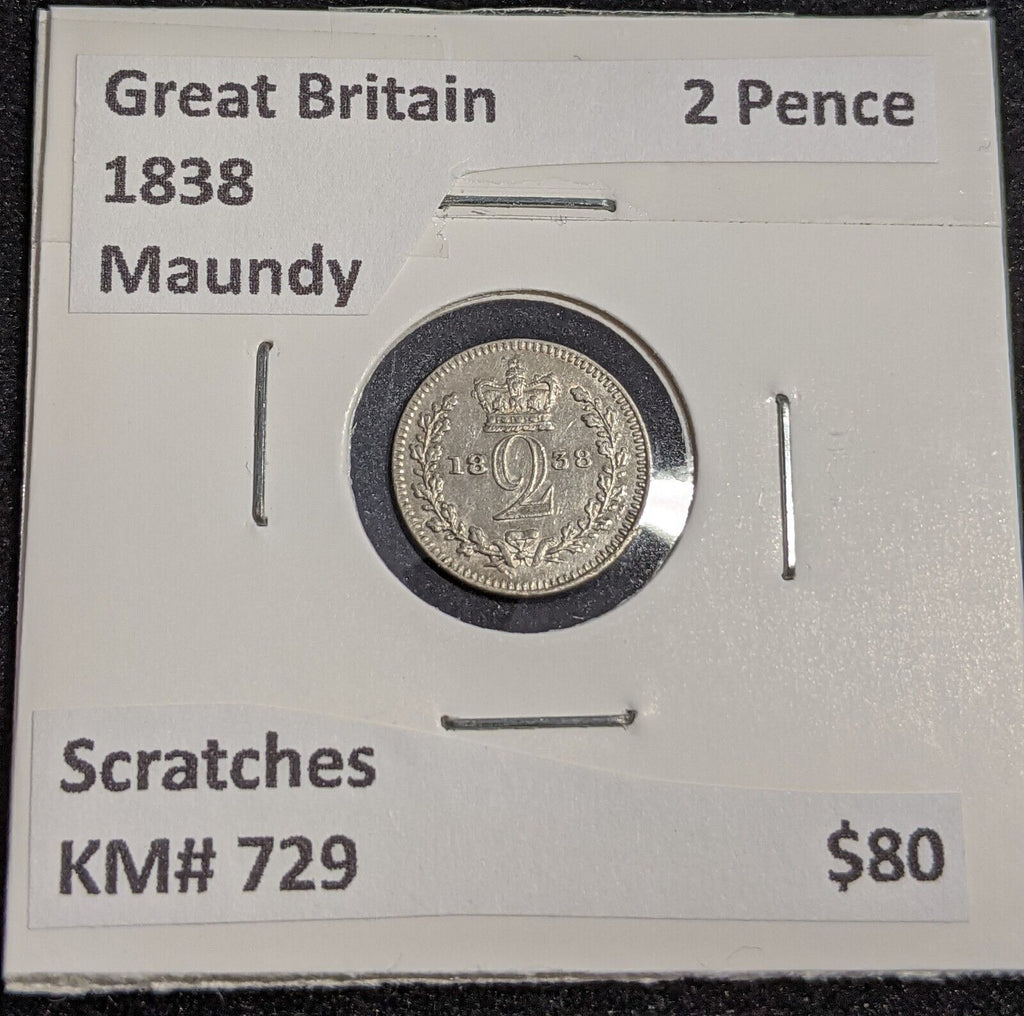 Great Britain 2 Pence
1838
Maundy
18 2 38
Scratches
KM# 729 $80